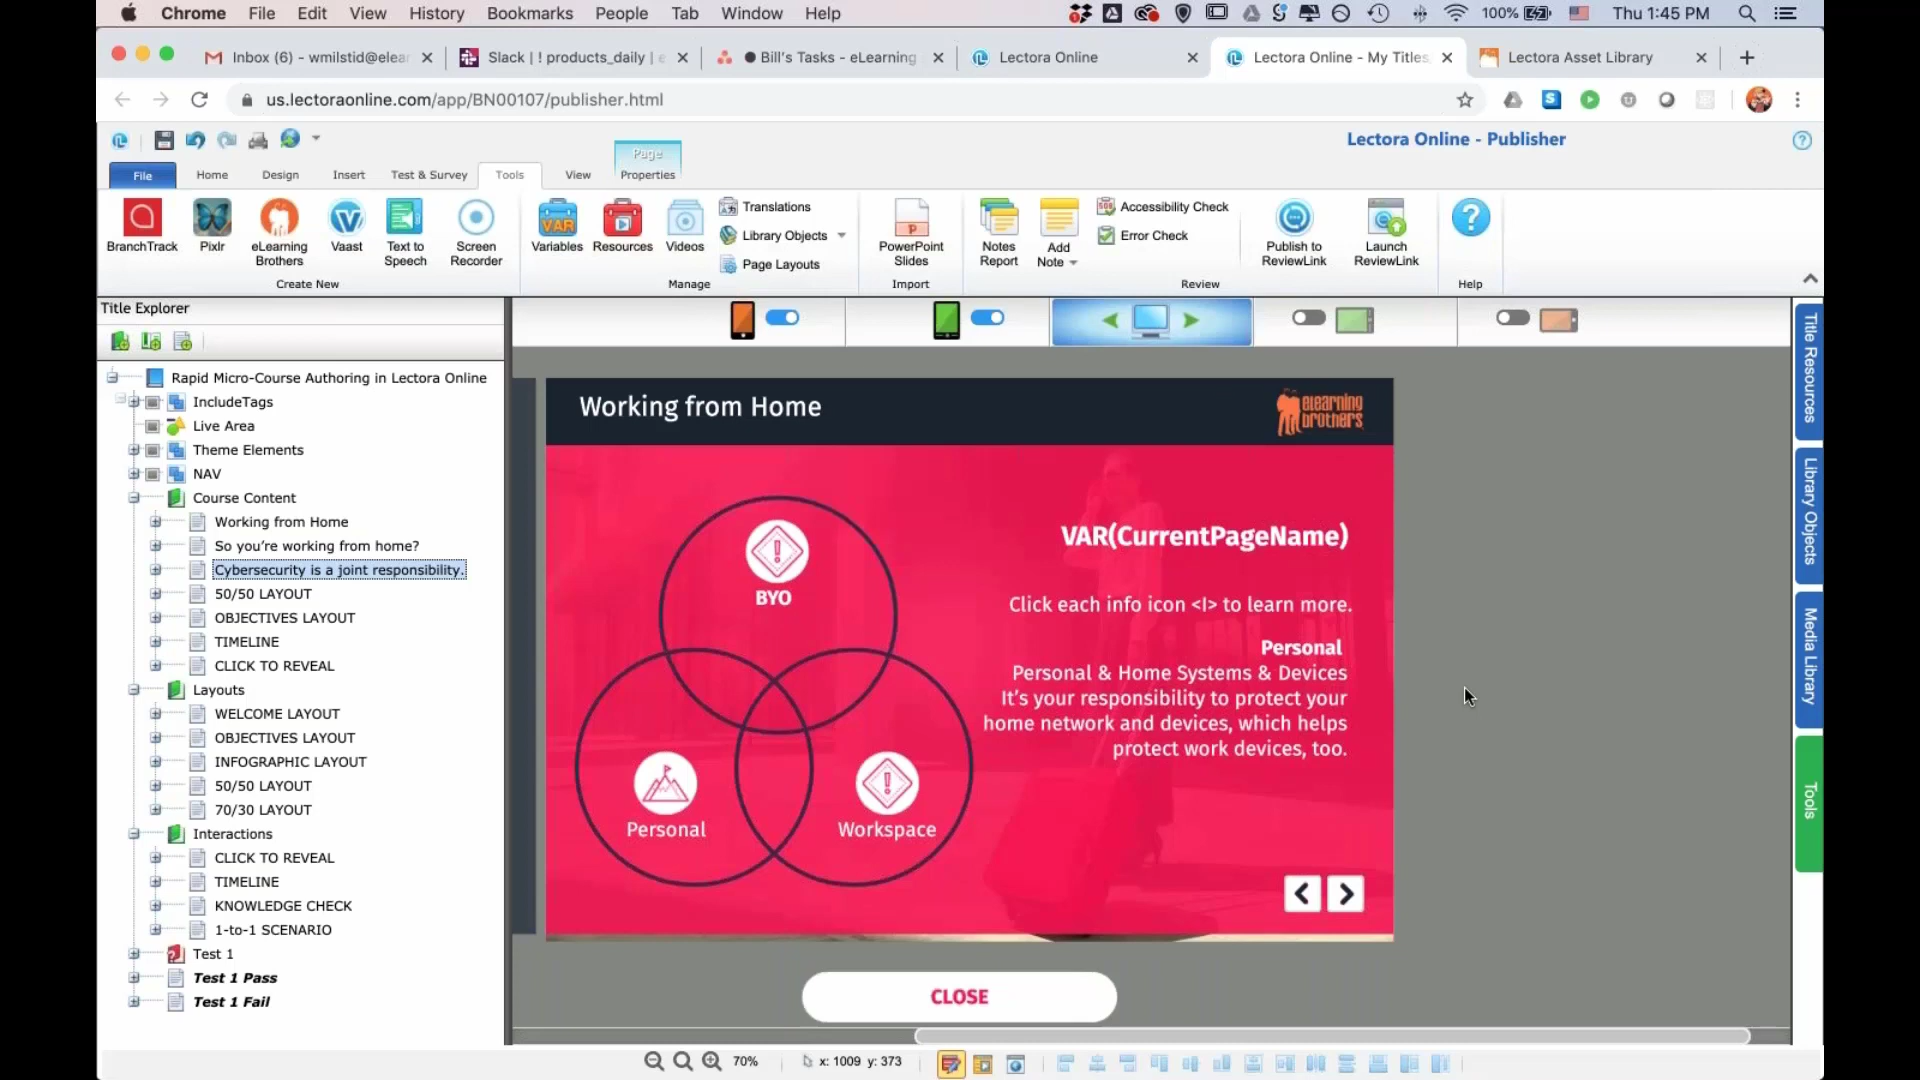 Chrome File Edit View History Bookmarks People Tab Window Help 100% Thu 1:45 PM
Inbox (6) - wmilstid@elear Slack | ! products_daily | e Bill's Tasks - eLearning Lectora Online Lectora Online - My Titles, Lectora Asset Library
us.lectoraonline.com/app/BN00107/publisher.html
Lectora Online - Publisher
Page
File Home Design Insert Test & Survey Tools View Properties
BranchTrack
Pixlr
eLearning
Brothers
Vaast
Text to
Speech
Screen
Recorder
Create New
VAR
Variables
Resources
Videos
Translations
Library Objects
Page Layouts
Manage
PowerPoint
Slides
Import
Notes
Report
Add
Note
Accessibility Check
Error Check
Publish to
ReviewLink
Launch
ReviewLink
Review
Help
Title Explorer
Rapid Micro-Course Authoring in Lectora Online
IncludeTags
Live Area
Theme Elements
NAV
Course Content
Working from Home
So you're working from home?
Cybersecurity is a joint responsibility.
50/50 LAYOUT
OBJECTIVES LAYOUT
TIMELINE
CLICK TO REVEAL
Layouts
WELCOME LAYOUT
OBJECTIVES LAYOUT
INFOGRAPHIC LAYOUT
50/50 LAYOUT
70/30 LAYOUT
Interactions
CLICK TO REVEAL
TIMELINE
KNOWLEDGE CHECK
1-to-1 SCENARIO
Test 1
Test 1 Pass
Test 1 Fail
Working from Home
elearning
brothers
BYO
Personal
Workspace
VAR(CurrentPageName)
Click each info icon <I> to learn more.
Personal
Personal & Home Systems & Devices
It's your responsibility to protect your
home network and devices, which helps
protect work devices, too.
CLOSE
Title Resources
Library Objects
Media Library
Tools
70% x: 1009 y: 373